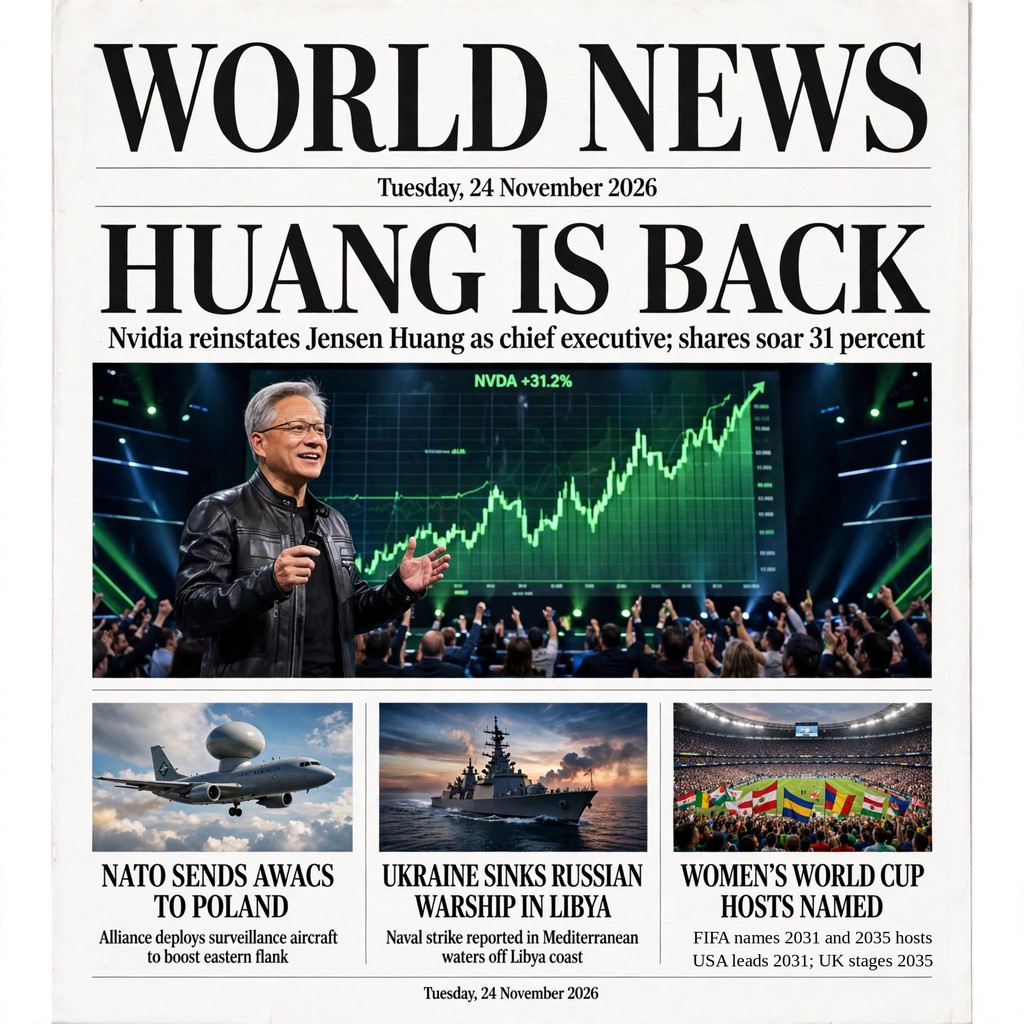 WORLD NEWS
Tuesday, 24 November 2026
HUANG IS BACK
Nvidia reinstates Jensen Huang as chief executive; shares soar 31 percent
NVDA +31.2%
NATO SENDS AWACS
TO POLAND
Alliance deploys surveillance aircraft
to boost eastern flank
UKRAINE SINKS RUSSIAN
WARSHIP IN LIBYA
Naval strike reported in Mediterranean
waters off Libya coast
WOMEN'S WORLD CUP
HOSTS NAMED
FIFA names 2031 and 2035 hosts
USA leads 2031; UK stages 2035
Tuesday, 24 November 2026